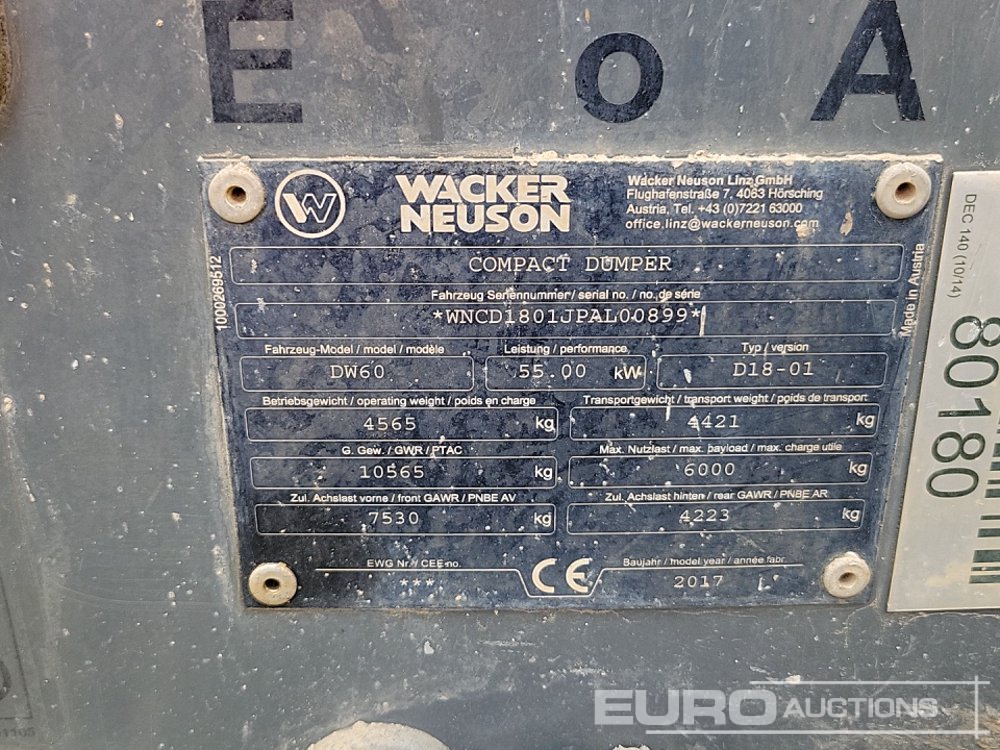 E o A
W
WACKER
NEUSON
Wacker Neuson Linz GmbH
Flughafenstraße 7, 4063 Hörsching
Austria, Tel. +43 (0)7221 63000
office.linz@wackerneuson.com
COMPACT DUMPER
Fahrzeug Seriennummer / serial no. / no. de série
*WNCD1801JPAL00899*
Fahrzeug-Model / model / modèle
Leistung / performance
Typ / version
DW60
55.00 kW
D18-01
Betriebsgewicht / operating weight / poids en charge
Transportgewicht / transport weight / poids de transport
4565 kg
4421 kg
G. Gew. / GWR / PTAC
Max. Nutzlast / max. payload / max. charge utile
10565 kg
6000 kg
Zul. Achslast vorne / front GAWR / PNBE AV
Zul. Achslast hinten / rear GAWR / PNBE AR
7530 kg
4223 kg
EWG Nr. / CEE no.
***
CE
Baujahr / model year / année fabr.
2017
1000269512
Made in Austria
DEC 140 (10/14)
80180
EURO AUCTIONS